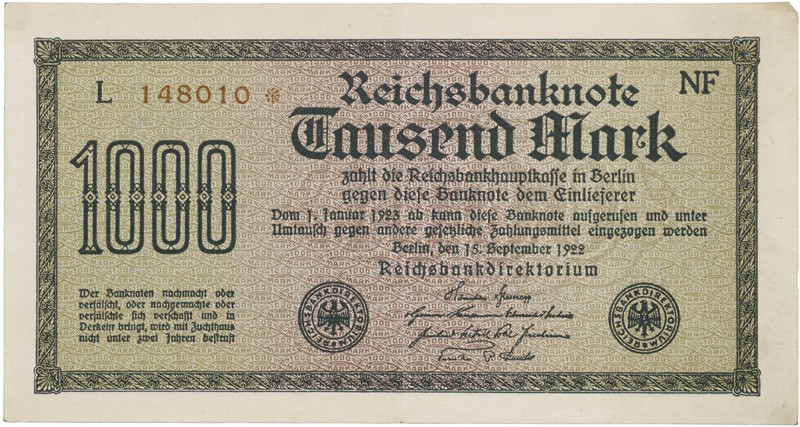 L 148010 *
Reichsbanknote
NF
Tausend Mark
1000
zahlt die Reichsbankhauptkasse in Berlin
gegen diese Banknote dem Einlieferer
Vom 1. Januar 1923 ab kann diese Banknote aufgerufen und unter
Umtausch gegen andere gesetzliche Zahlungsmittel eingezogen werden
Berlin, den 15. September 1922
Reichsbankdirektorium
Wer Banknoten nachmacht oder
verfälscht, oder nachgemachte oder
verfälschte sich verschafft und in
Verkehr bringt, wird mit Zuchthaus
nicht unter zwei Jahren bestraft
REICHSBANKDIREKTORIUM
REICHSBANKDIREKTORIUM